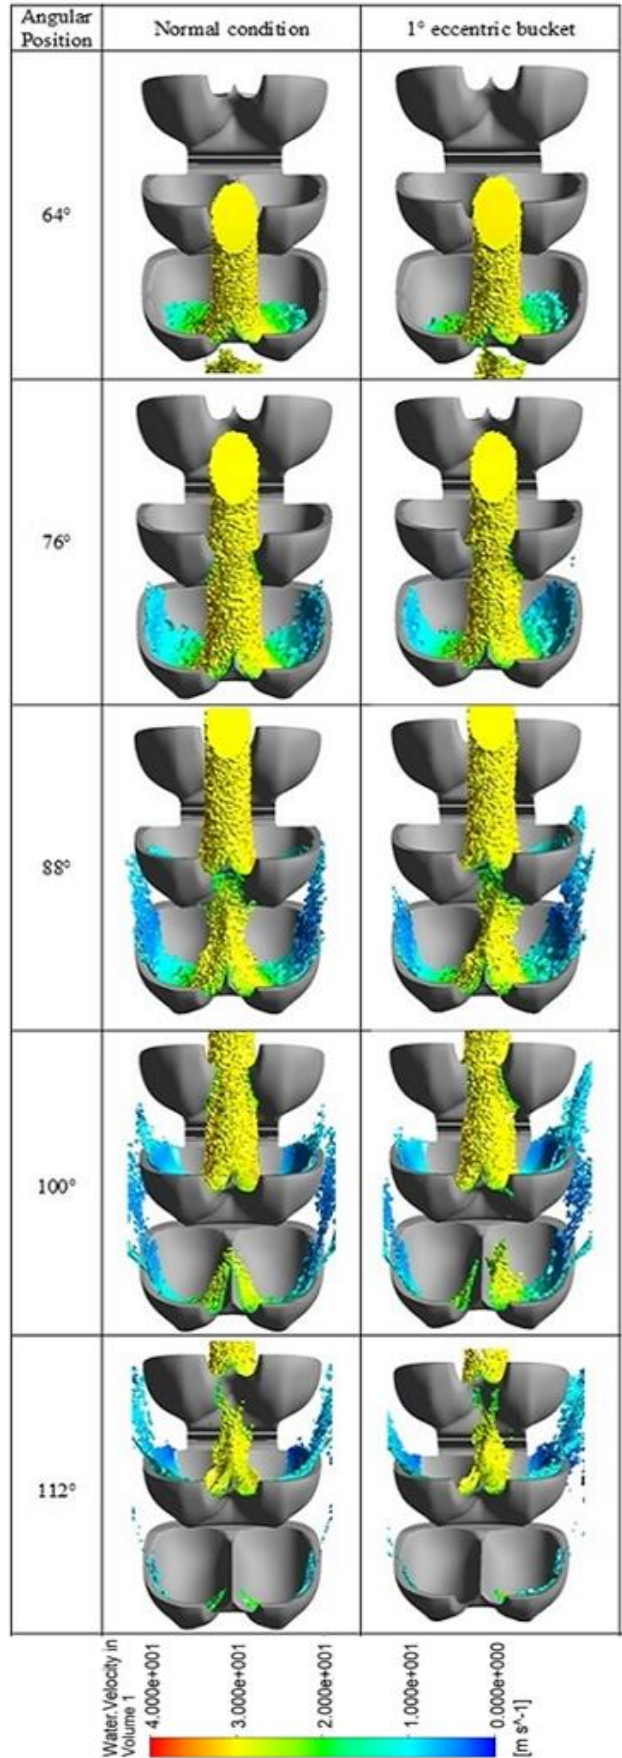 Angular
Position
Normal condition
1° eccentric bucket
64°
76°
88°
100°
112°
Water.Velocity in
Volume 1
4.000e+001
3.000e+001
2.000e+001
1.000e+001
0.000e+000
[m s^-1]